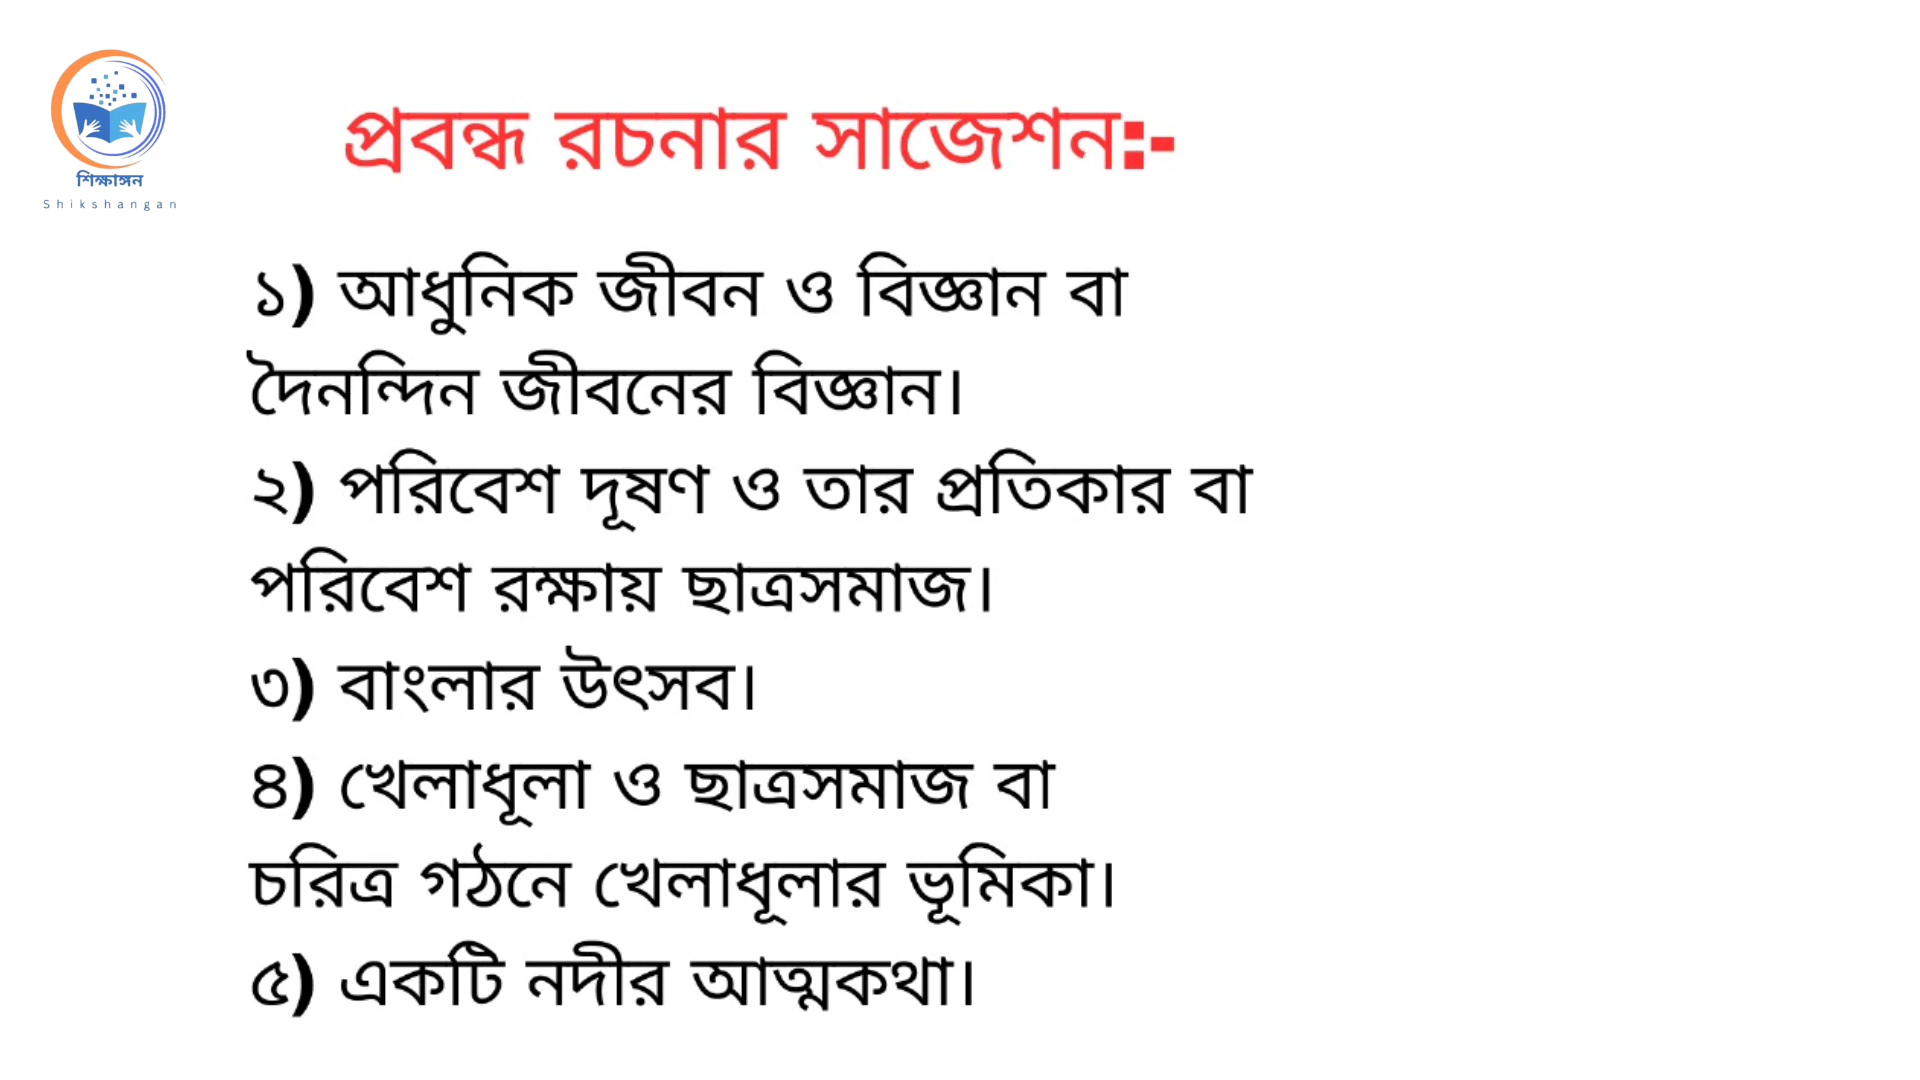 শিক্ষাঙ্গন
Shikshangan
প্রবন্ধ রচনার সাজেশন:-
১) আধুনিক জীবন ও বিজ্ঞান বা
দৈনন্দিন জীবনের বিজ্ঞান।
২) পরিবেশ দূষণ ও তার প্রতিকার বা
পরিবেশ রক্ষায় ছাত্রসমাজ।
৩) বাংলার উৎসব।
৪) খেলাধূলা ও ছাত্রসমাজ বা
চরিত্র গঠনে খেলাধূলার ভূমিকা।
৫) একটি নদীর আত্মকথা।